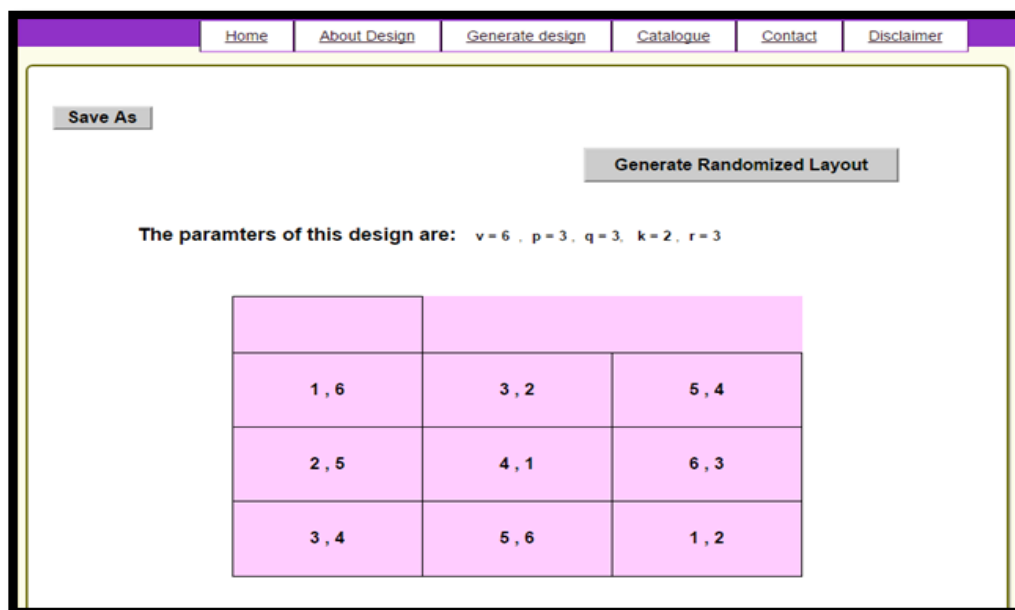 Home About Design Generate design Catalogue Contact Disclaimer
Save As
Generate Randomized Layout
The paramters of this design are: v = 6 , p = 3 , q = 3, k = 2 , r = 3
1 , 6 3 , 2 5 , 4
2 , 5 4 , 1 6 , 3
3 , 4 5 , 6 1 , 2